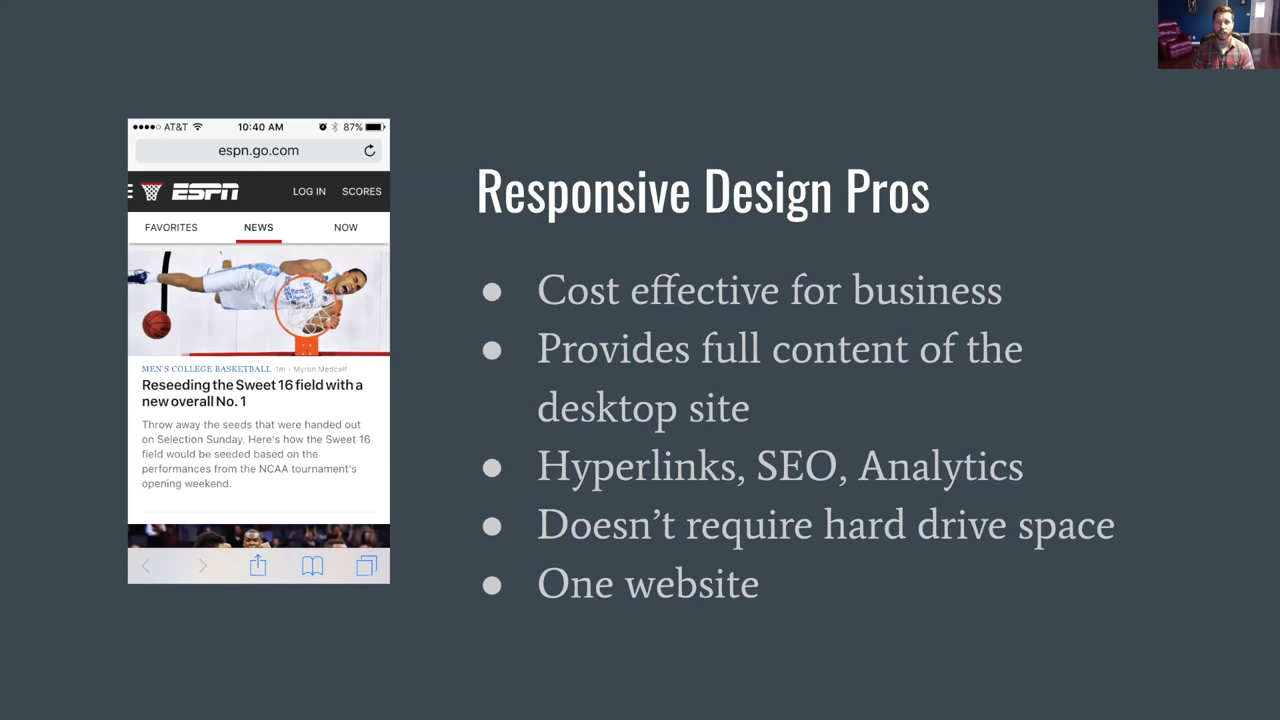 ●●●●○ AT&T 10:40 AM 87%
espn.go.com
ESPN LOG IN SCORES
FAVORITES NEWS NOW
MEN'S COLLEGE BASKETBALL 1m - Myron Medcalf
Reseeding the Sweet 16 field with a
new overall No. 1
Throw away the seeds that were handed out
on Selection Sunday. Here's how the Sweet 16
field would be seeded based on the
performances from the NCAA tournament's
opening weekend.
Responsive Design Pros
● Cost effective for business
● Provides full content of the
desktop site
● Hyperlinks, SEO, Analytics
● Doesn’t require hard drive space
● One website